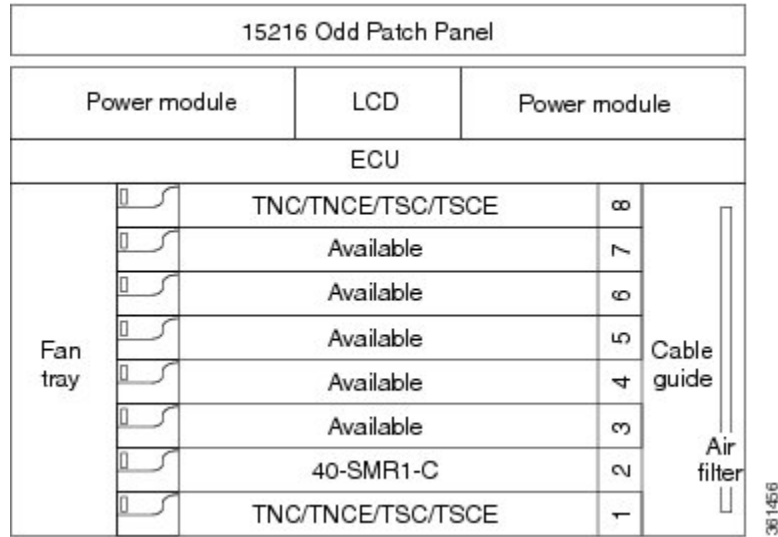 15216 Odd Patch Panel
Power module
LCD
Power module
ECU
TNC/TNCE/TSC/TSCE
8
Available
7
Available
6
Available
5
Available
4
Available
3
40-SMR1-C
2
TNC/TNCE/TSC/TSCE
1
Fan
tray
Cable
guide
Air
filter
361456